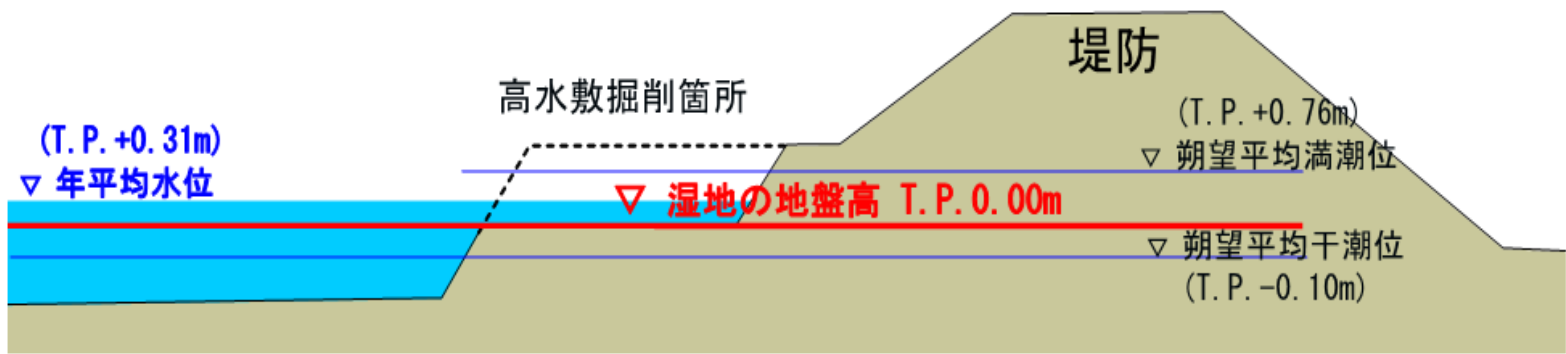 堤防
高水敷掘削箇所
(T.P.+0.76m)
(T.P.+0.31m)
▽ 朔望平均満潮位
▽ 年平均水位
▽ 湿地の地盤高 T.P.0.00m
▽ 朔望平均干潮位
(T.P.-0.10m)